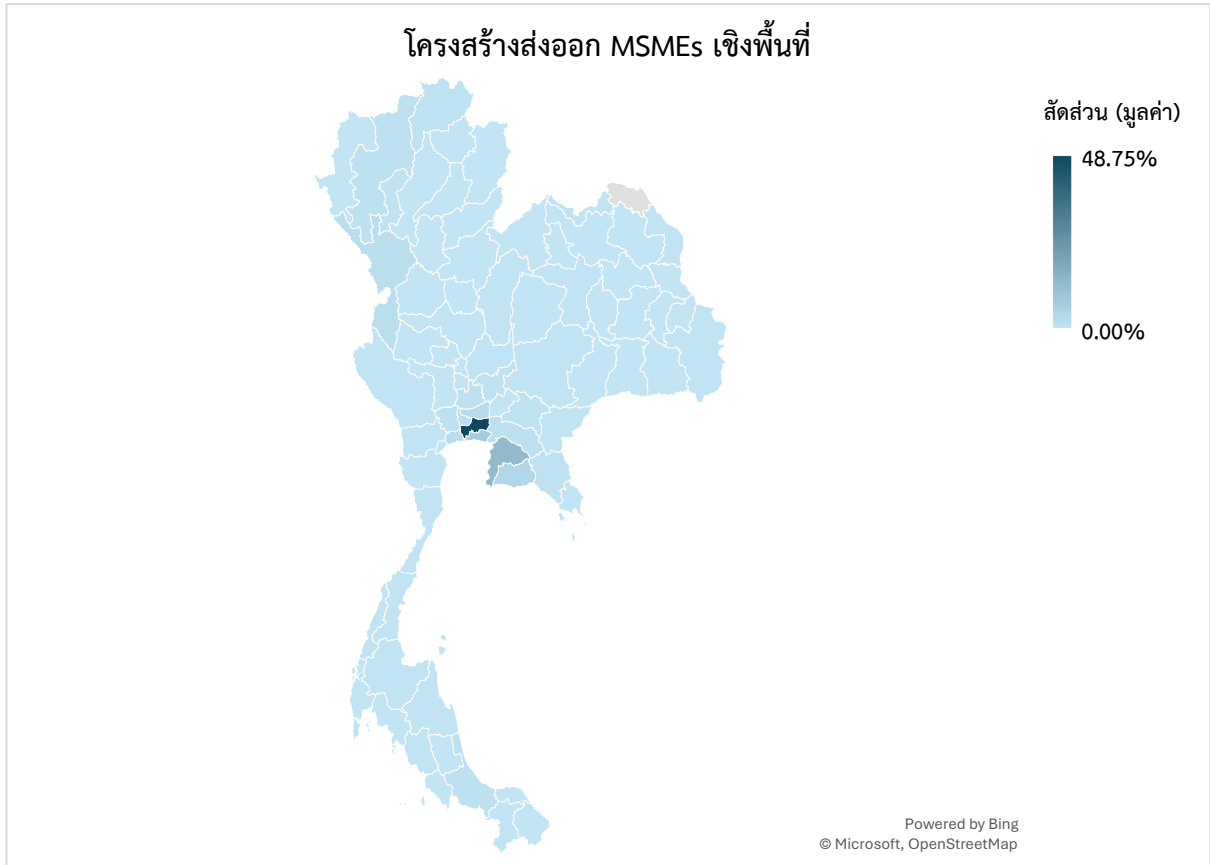 โครงสร้างส่งออก MSMEs เชิงพื้นที่
สัดส่วน (มูลค่า)
48.75%
0.00%
Powered by Bing
© Microsoft, OpenStreetMap